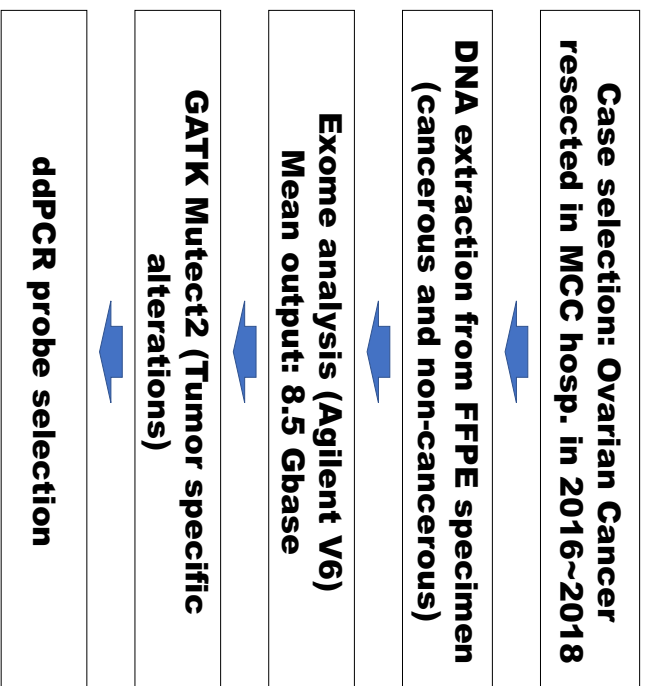 Case selection: Ovarian Cancer
resected in MCC hosp. in 2016~2018
DNA extraction from FFPE specimen
(cancerous and non-cancerous)
Exome analysis (Agilent V6)
Mean output: 8.5 Gbase
GATK Mutect2 (Tumor specific
alterations)
ddPCR probe selection